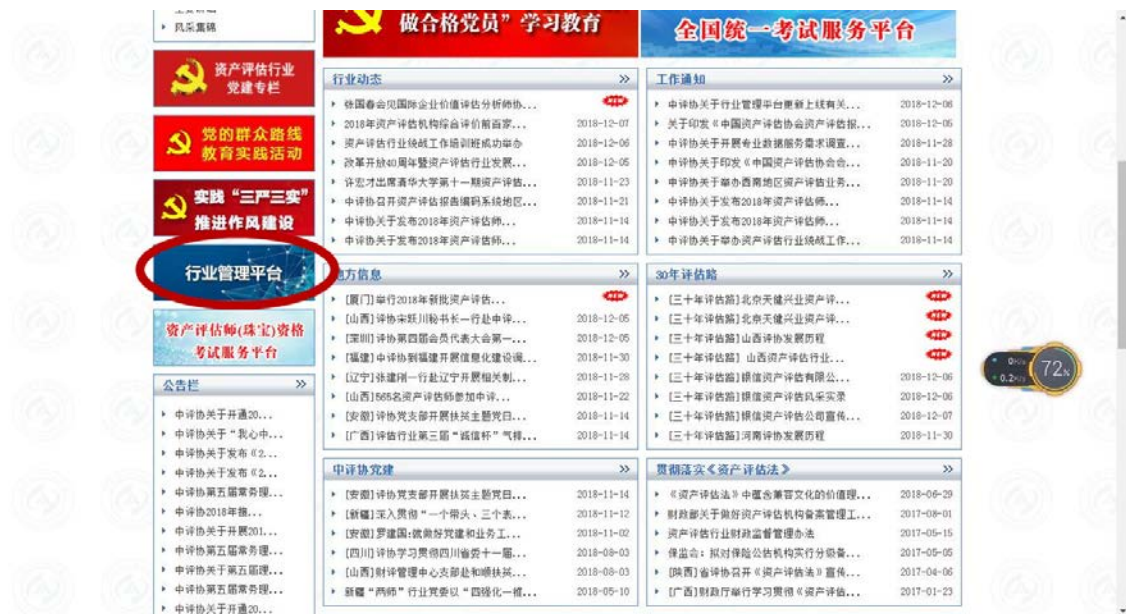 风采集锦
做合格党员”学习教育
全国统一考试服务平台
资产评估行业
党建专栏
党的群众路线
教育实践活动
实践“三严三实”
推进作风建设
行业管理平台
资产评估师(珠宝)资格
考试服务平台
公告栏 »
中评协关于开通20...
中评协关于“我心中...
中评协关于发布《2...
中评协关于发布《2...
中评协第五届常务理...
中评协2018年推...
中评协关于开展201...
中评协第五届常务理...
中评协关于第五届理...
中评协第五届常务理...
中评协关于开通20...
行业动态 »
张国春会见国际企业价值评估分析师协... NEW
2018年资产评估机构综合评价前百家... 2018-12-07
资产评估行业统战工作培训班成功举办 2018-12-06
改革开放40周年暨资产评估行业发展... 2018-12-05
许宏才出席清华大学第十一期资产评估... 2018-11-23
中评协召开资产评估报告编码系统地区... 2018-11-21
中评协关于发布2018年资产评估师... 2018-11-14
中评协关于发布2018年资产评估师... 2018-11-14
工作通知 »
中评协关于行业管理平台更新上线有关... 2018-12-06
关于印发《中国资产评估协会资产评估报... 2018-12-05
中评协关于开展专业数据服务需求调查... 2018-11-28
中评协关于印发《中国资产评估协会会... 2018-11-20
中评协关于举办西南地区资产评估业务... 2018-11-20
中评协关于发布2018年资产评估师... 2018-11-14
中评协关于发布2018年资产评估师... 2018-11-14
中评协关于举办资产评估行业统战工作... 2018-11-14
地方信息 »
[厦门]举行2018年新批资产评估... NEW
[山西]评协宋跃川秘书长一行赴中评... 2018-12-05
[深圳]评协第四届会员代表大会第一... 2018-12-05
[福建]中评协到福建开展信息化建设调... 2018-11-30
[辽宁]张建刚一行赴辽宁开展相关制... 2018-11-28
[山西]565名资产评估师参加中评... 2018-11-22
[安徽]评协党支部开展扶贫主题党日... 2018-11-14
[广西]评估行业第三届“诚信杯”气排... 2018-11-14
30年评估路 »
[三十年评估路]北京天健兴业资产评... NEW
[三十年评估路]北京天健兴业资产评... NEW
[三十年评估路]山西评协发展历程 NEW
[三十年评估路] 山西资产评估行业... NEW
[三十年评估路]银信资产评估有限公... 2018-12-06
[三十年评估路]银信资产评估风采实录 2018-12-06
[三十年评估路]银信资产评估公司宣传... 2018-12-07
[三十年评估路]河南评协发展历程 2018-11-30
中评协党建 »
[安徽]评协党支部开展扶贫主题党日... 2018-11-14
[新疆]深入贯彻“一个带头、三个表... 2018-11-12
[安徽]罗建国:统做好党建和业务工... 2018-11-02
[四川]评协学习贯彻四川省委十一届... 2018-08-03
[山西]财评管理中心支部赴和顺扶贫... 2018-08-03
新疆“两师”行业党委以“四强化一推... 2018-05-10
贯彻落实《资产评估法》 »
《资产评估法》中蕴含兼容文化的价值理... 2018-06-29
财政部关于做好资产评估机构备案管理工... 2017-08-01
资产评估行业财政监督管理办法 2017-05-15
保监会：拟对保险公估机构实行分级备... 2017-05-05
[陕西]省评协召开《资产评估法》宣传... 2017-04-06
[广西]财政厅举行学习贯彻《资产评估... 2017-01-23
0K/s
0.2K/s
72%